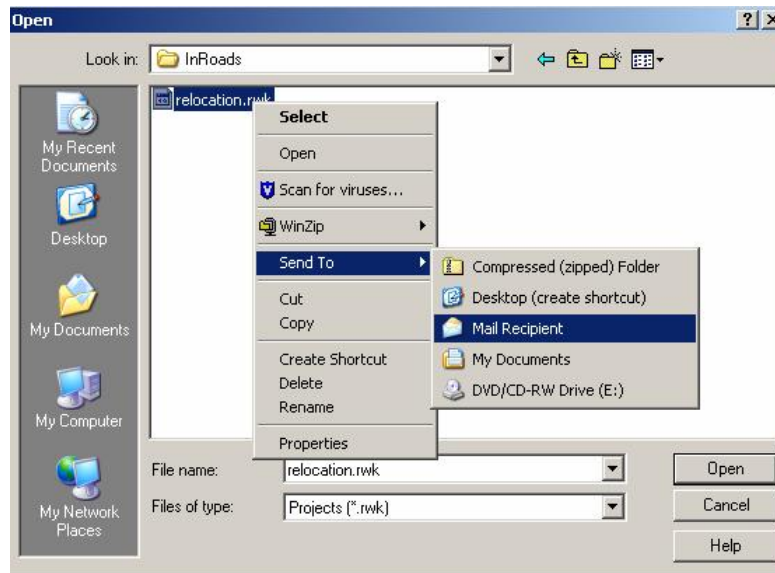 Open
Look in:
InRoads
relocation.rwk
My Recent
Documents
Desktop
My Documents
My Computer
My Network
Places
Select
Open
Scan for viruses...
WinZip
Send To
Cut
Copy
Create Shortcut
Delete
Rename
Properties
Compressed (zipped) Folder
Desktop (create shortcut)
Mail Recipient
My Documents
DVD/CD-RW Drive (E:)
File name:
relocation.rwk
Open
Files of type:
Projects (*.rwk)
Cancel
Help